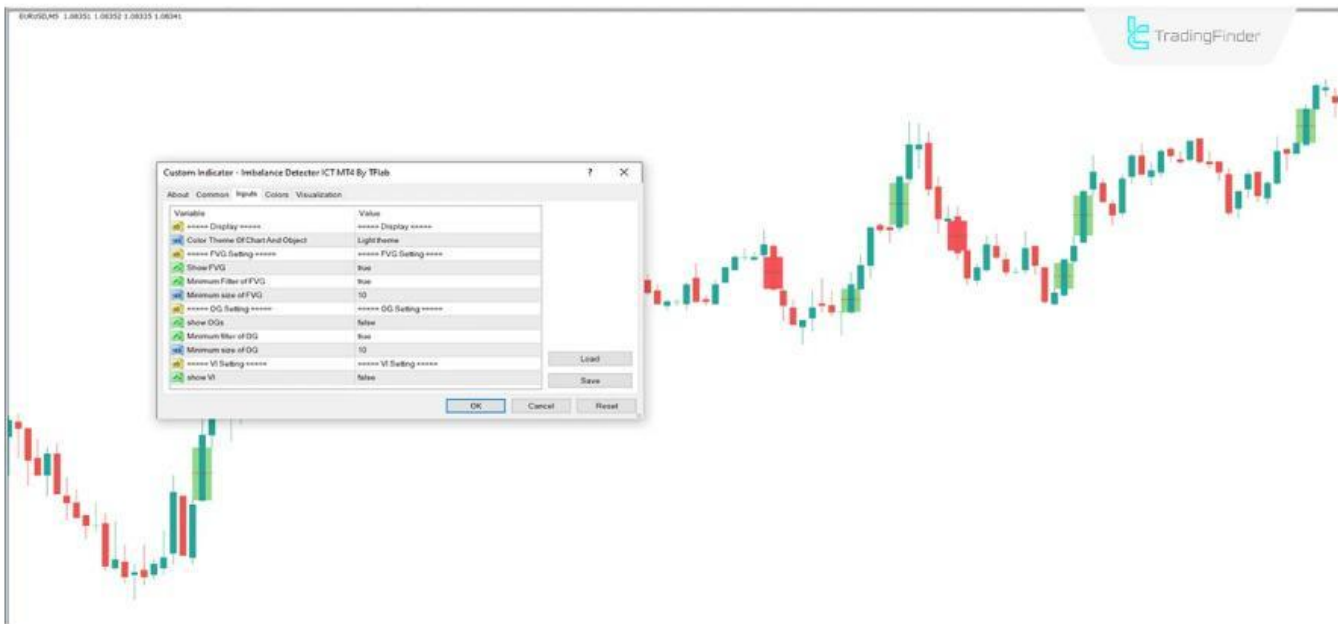 EURUSD,M5 1.08351 1.08352 1.08335 1.08341
TradingFinder
Custom Indicator - Imbalance Detecter ICT MT4 By TFlab ? X
About Common Inputs Colors Visualization
Variable Value
===== Display ===== ===== Display =====
Color Theme Of Chart And Object Light theme
===== FVG Setting ===== ===== FVG Setting ====
Show FVG true
Minimum Filter of FVG true
Minimum size of FVG 10
===== OG Setting ===== ===== OG Setting =====
show OGs false
Minimum filter of OG true
Minimum size of OG 10
===== VI Setting ===== ===== VI Setting =====
show VI false
Load
Save
OK Cancel Reset